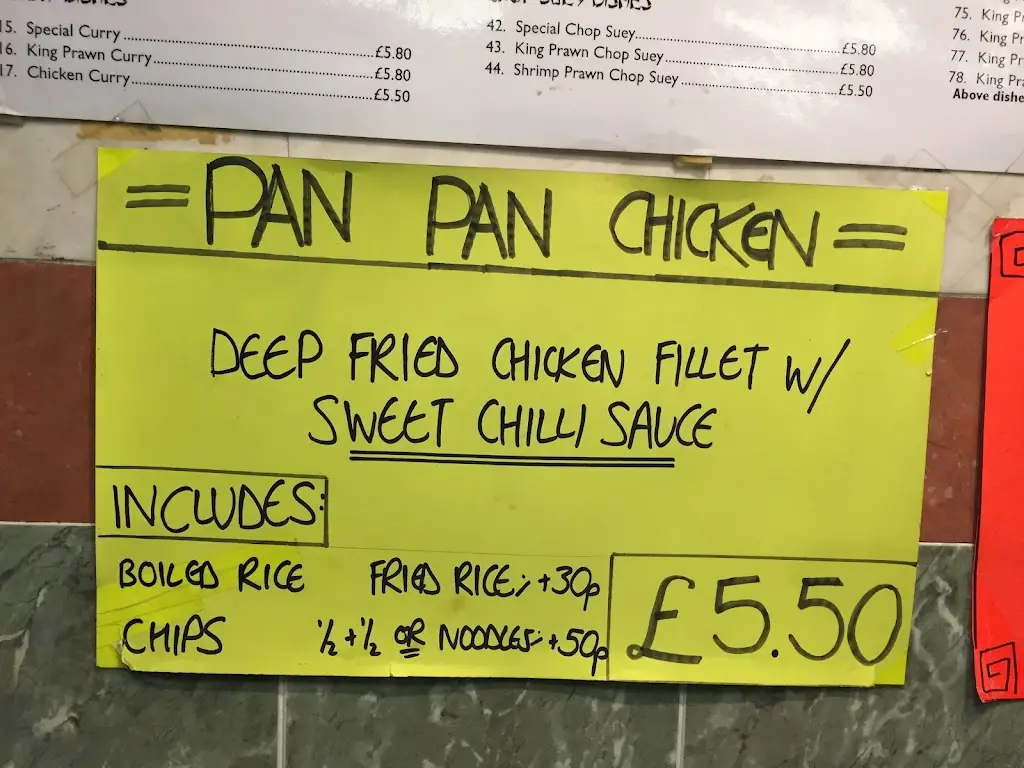 15. Special Curry........£5.80
16. King Prawn Curry........£5.80
17. Chicken Curry........£5.50
42. Special Chop Suey........£5.80
43. King Prawn Chop Suey........£5.80
44. Shrimp Prawn Chop Suey........£5.50
75. King
76. King
77. King
78. King
Above dishes
=PAN PAN CHICKEN=
DEEP FRIED CHICKEN FILLET W/
SWEET CHILLI SAUCE
INCLUDES:
BOILED RICE FRIED RICE:- +30p
CHIPS ½+½ OR NOODLES:- +50p
£5.50